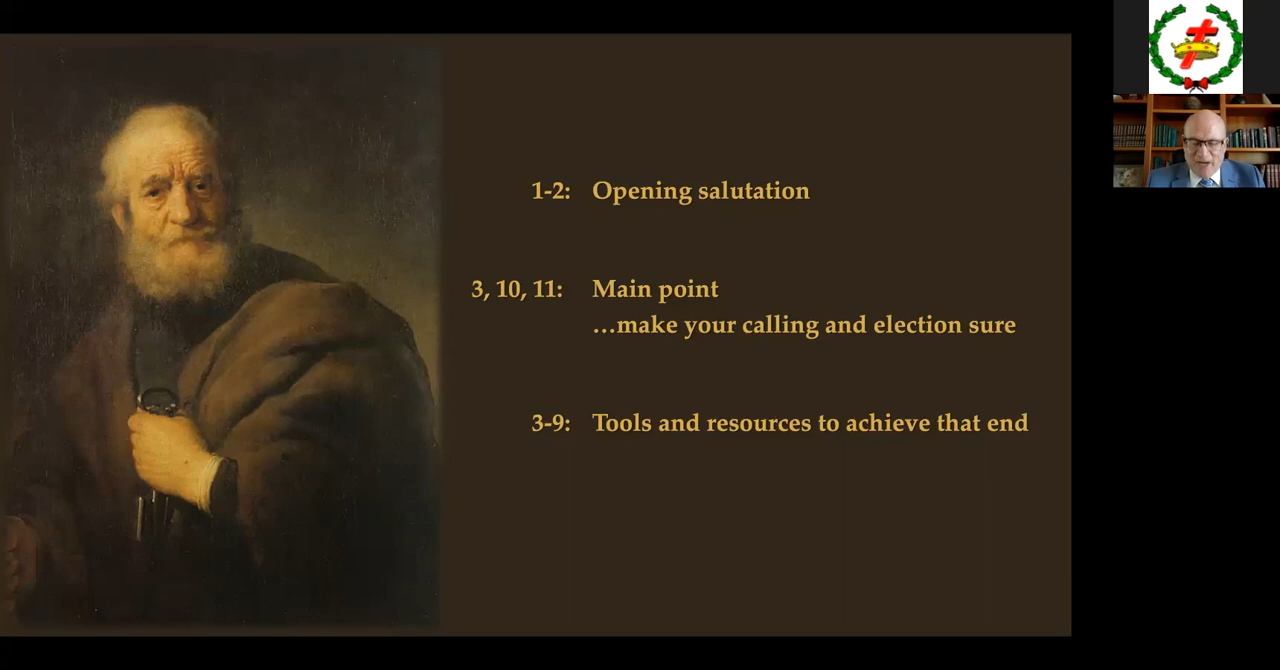 1-2: Opening salutation
3, 10, 11: Main point
…make your calling and election sure
3-9: Tools and resources to achieve that end